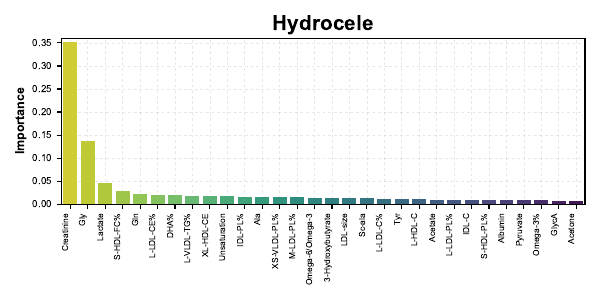 Hydrocele
Importance
0.35
0.30
0.25
0.20
0.15
0.10
0.05
0.00
Creatinine
Gly
Lactate
S-HDL-FC%
Gln
L-LDL-CE%
DHA%
L-VLDL-TG%
XL-HDL-CE
Unsaturation
IDL-PL%
Ala
XS-VLDL-PL%
M-LDL-PL%
Omega-6/Omega-3
3-Hydroxybutyrate
LDL-size
L-LDL-C%
Tyr
L-HDL-C
Acetate
L-LDL-PL%
IDL-C
S-HDL-PL%
Albumin
Pyruvate
Omega-3%
GlycA
Acetone